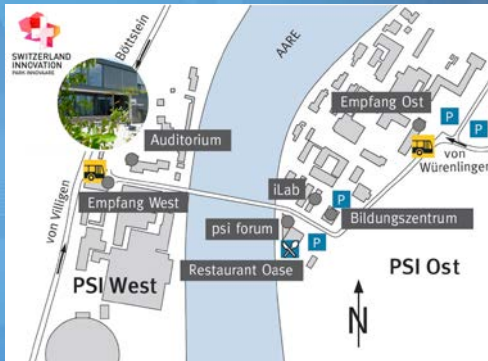 SWITZERLAND
INNOVATION
PARK INNOVAARE
Böttstein
AARE
Empfang Ost
P
P
Auditorium
von
Würenlingen
iLab
P
Empfang West
Bildungszentrum
psi forum
P
von Villigen
Restaurant Oase
PSI West
PSI Ost
N